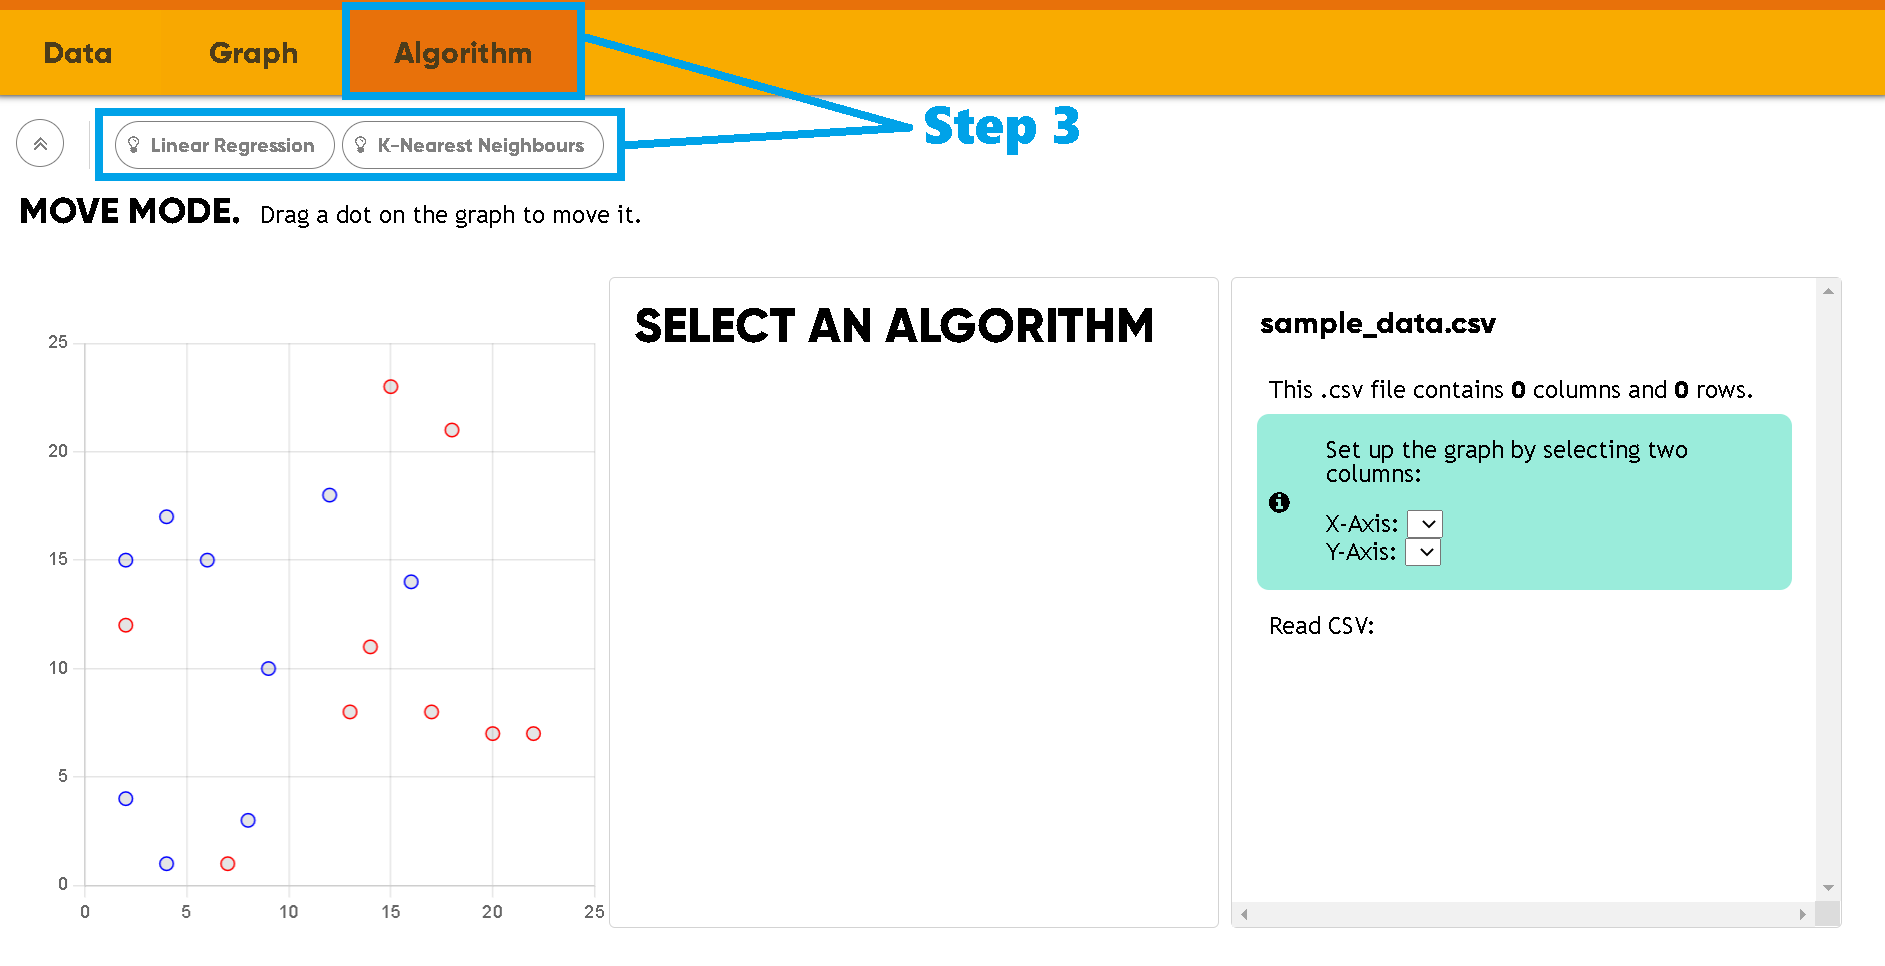 Data
Graph
Algorithm
Step 3
Linear Regression
K-Nearest Neighbours
MOVE MODE. Drag a dot on the graph to move it.
25
20
15
10
5
0
0 5 10 15 20 25
SELECT AN ALGORITHM
sample_data.csv
This .csv file contains 0 columns and 0 rows.
Set up the graph by selecting two
columns:
X-Axis:
Y-Axis:
Read CSV: